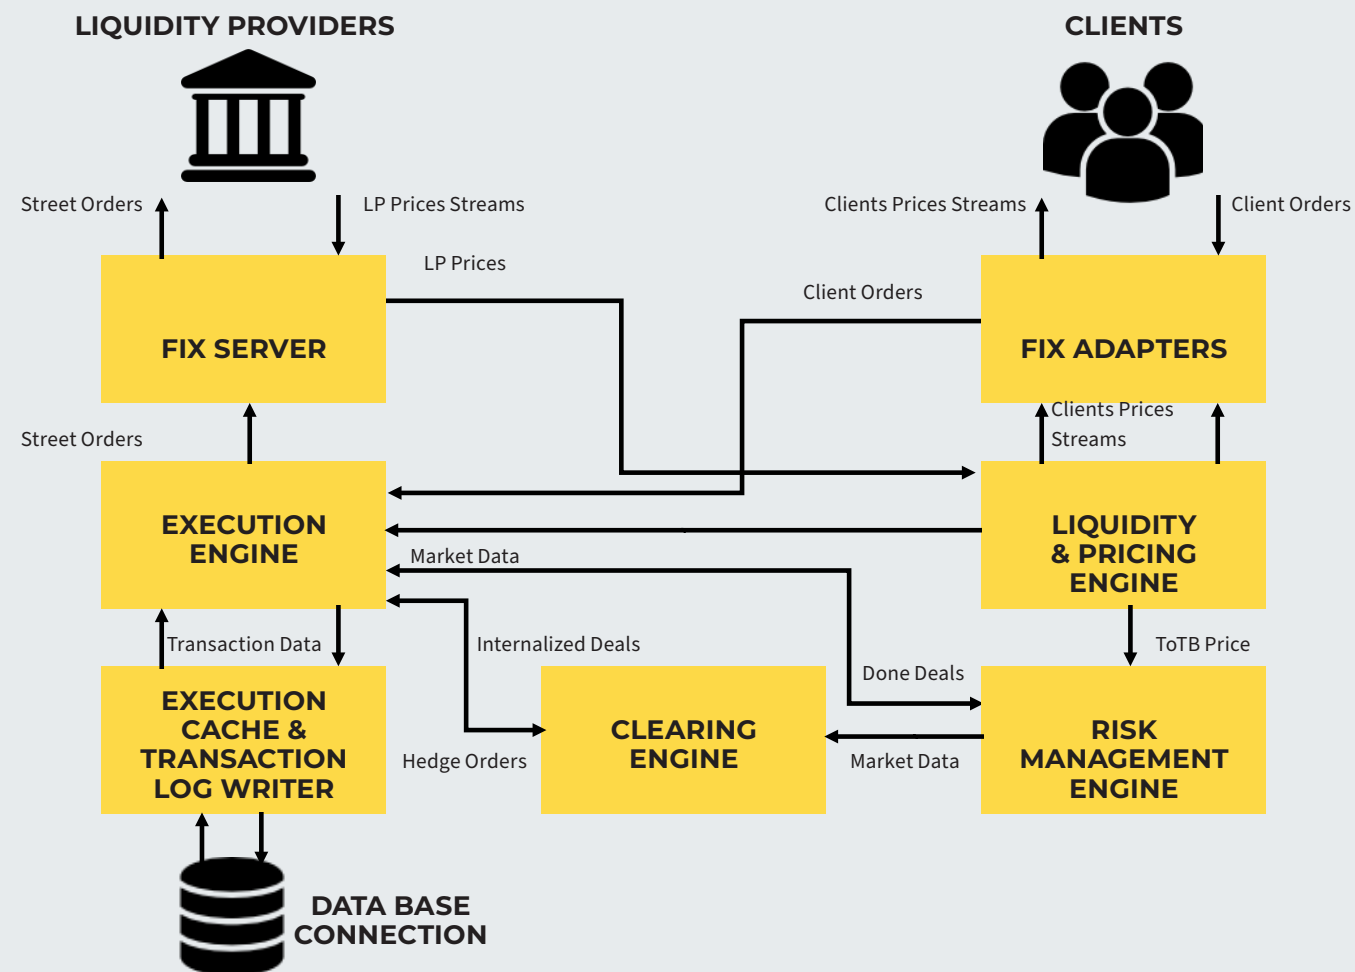 LIQUIDITY PROVIDERS
CLIENTS
Street Orders
LP Prices Streams
Clients Prices Streams
Client Orders
LP Prices
Client Orders
FIX SERVER
FIX ADAPTERS
Clients Prices
Streams
Street Orders
EXECUTION
ENGINE
LIQUIDITY
& PRICING
ENGINE
Market Data
Transaction Data
Internalized Deals
ToTB Price
Done Deals
EXECUTION
CACHE &
TRANSACTION
LOG WRITER
Hedge Orders
CLEARING
ENGINE
Market Data
RISK
MANAGEMENT
ENGINE
DATA BASE
CONNECTION